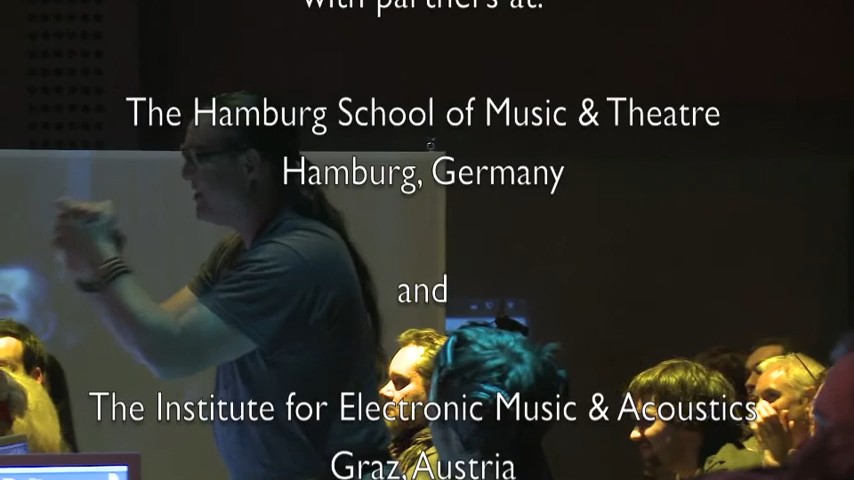 with partners at:
The Hamburg School of Music & Theatre
Hamburg, Germany
and
The Institute for Electronic Music & Acoustics
Graz, Austria